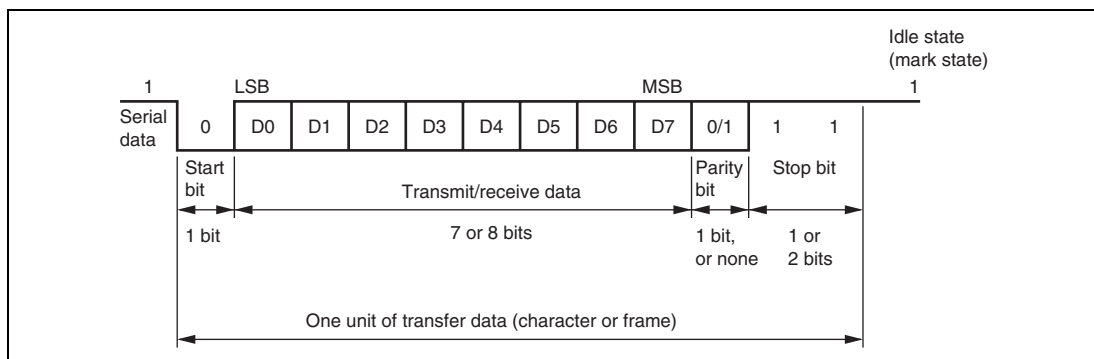 Idle state
(mark state)
1 LSB MSB 1
Serial
data
0 D0 D1 D2 D3 D4 D5 D6 D7 0/1 1 1
Start
bit
Transmit/receive data
Parity
bit
Stop bit
1 bit
7 or 8 bits
1 bit,
or none
1 or
2 bits
One unit of transfer data (character or frame)